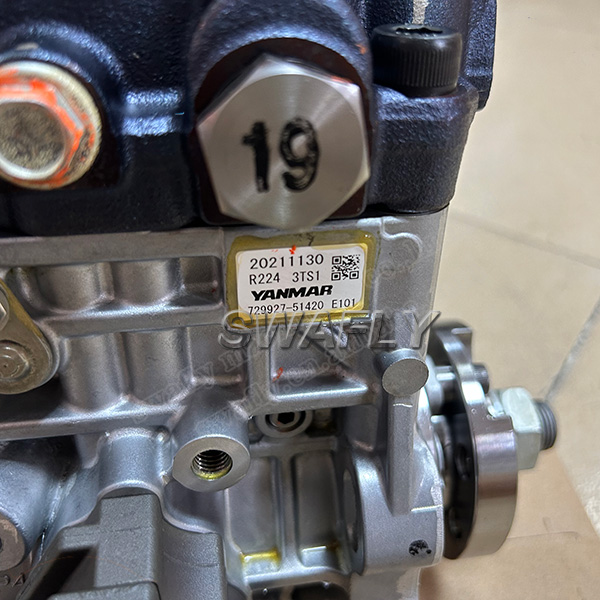 19
20211130
R224 3TS1
YANMAR
729927-51420 E101
SWAFLY